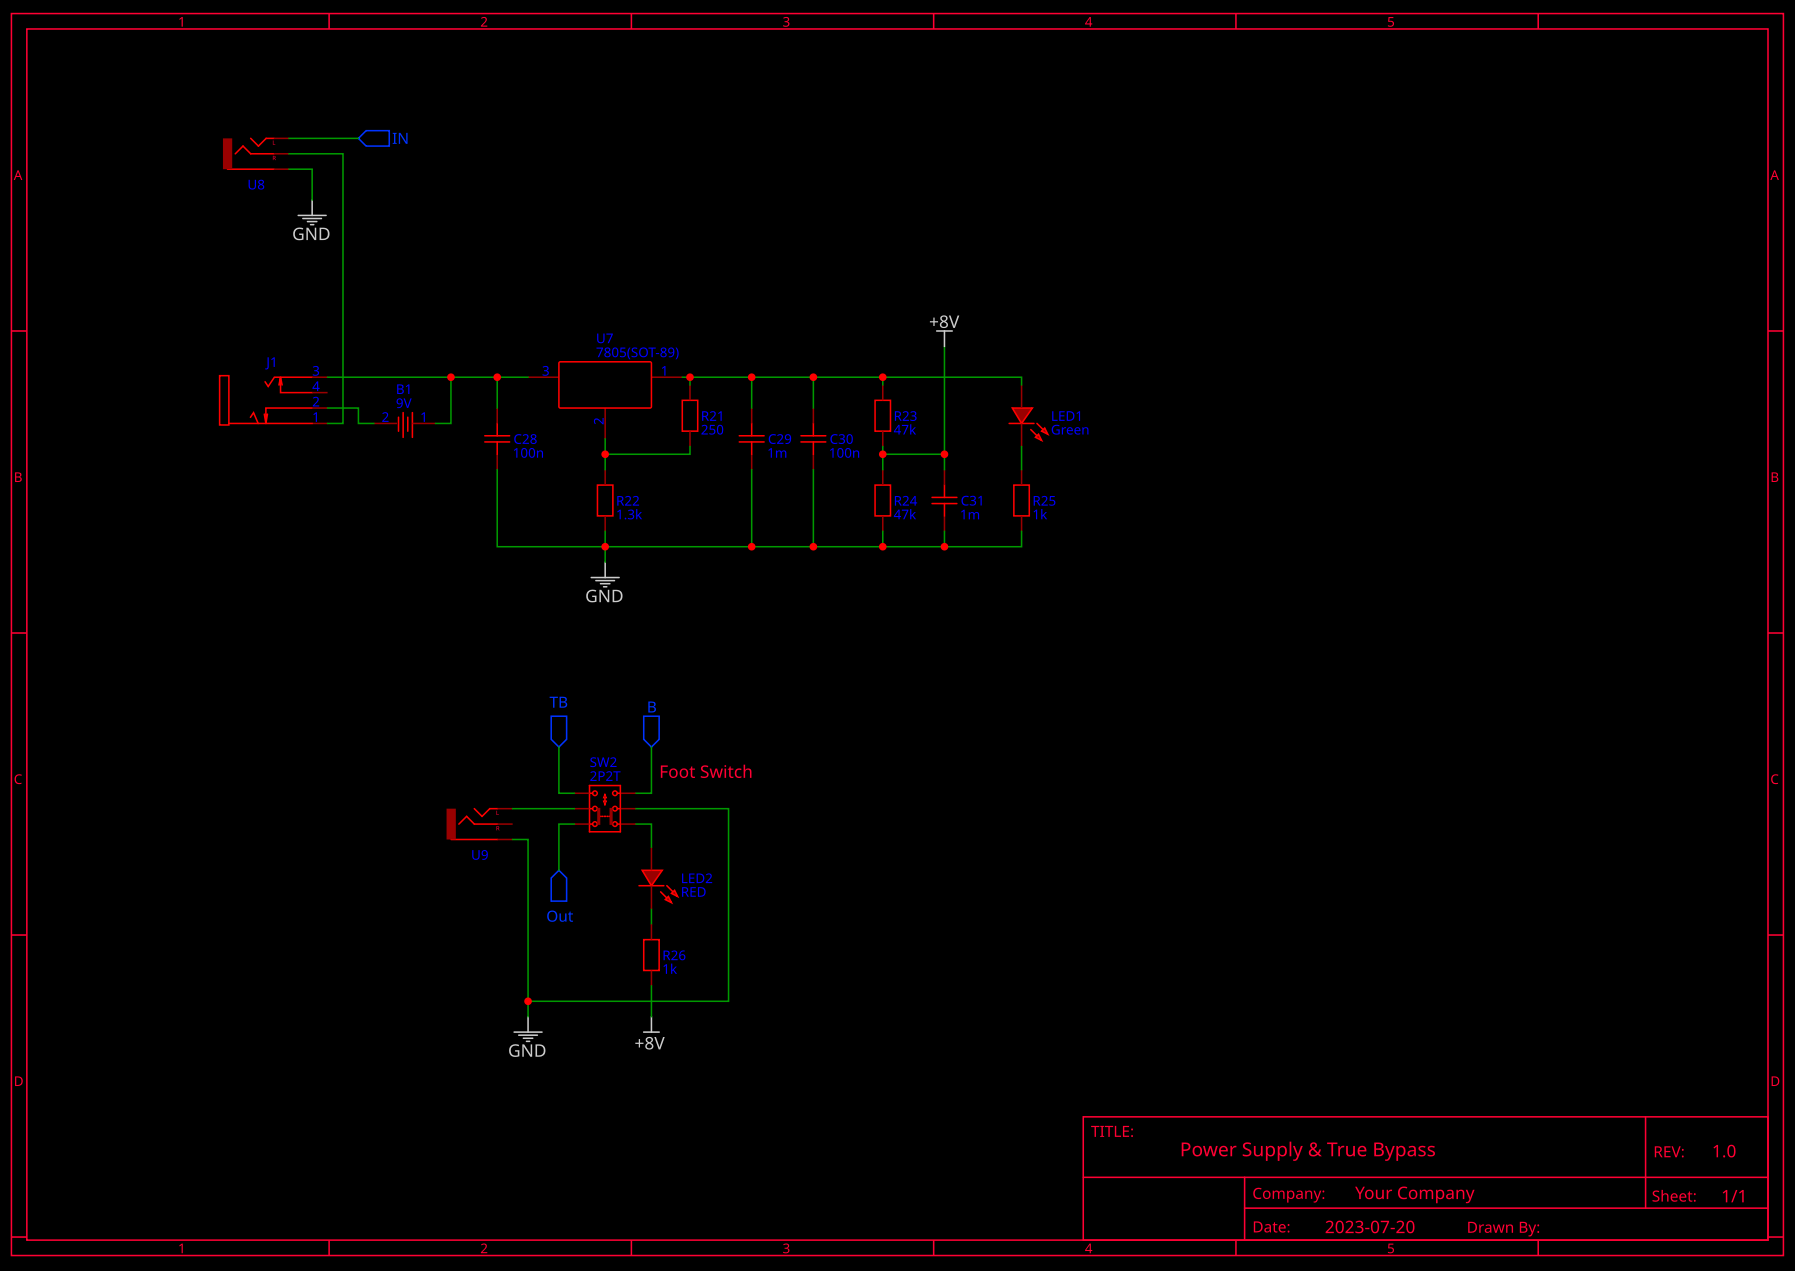 1
2
3
4
5
A
A
IN
L
R
U8
GND
+8V
U7
7805(SOT-89)
J1
3
4
2
1
B1
9V
2
1
3
1
2
R21
250
C28
100n
C29
1m
C30
100n
R23
47k
LED1
Green
B
B
R22
1.3k
R24
47k
C31
1m
R25
1k
GND
TB
B
SW2
2P2T
Foot Switch
C
C
L
R
U9
LED2
RED
Out
R26
1k
GND
+8V
D
D
TITLE:
Power Supply & True Bypass
REV: 1.0
Company: Your Company
Sheet: 1/1
Date: 2023-07-20 Drawn By:
1
2
3
4
5